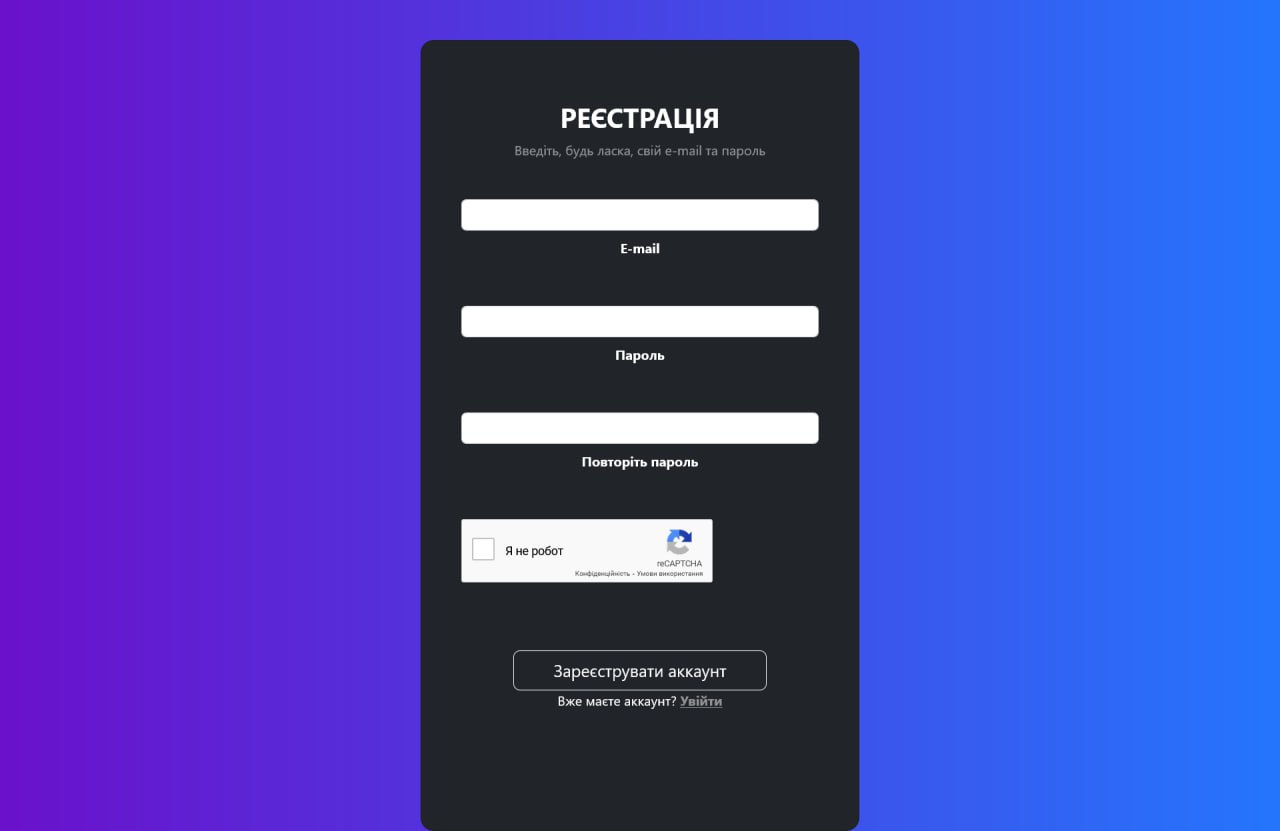 РЕЄСТРАЦІЯ
Введіть, будь ласка, свій e-mail та пароль
E-mail
Пароль
Повторіть пароль
Я не робот
reCAPTCHA
Конфіденційність - Умови використання
Зареєструвати аккаунт
Вже маєте аккаунт? Увійти